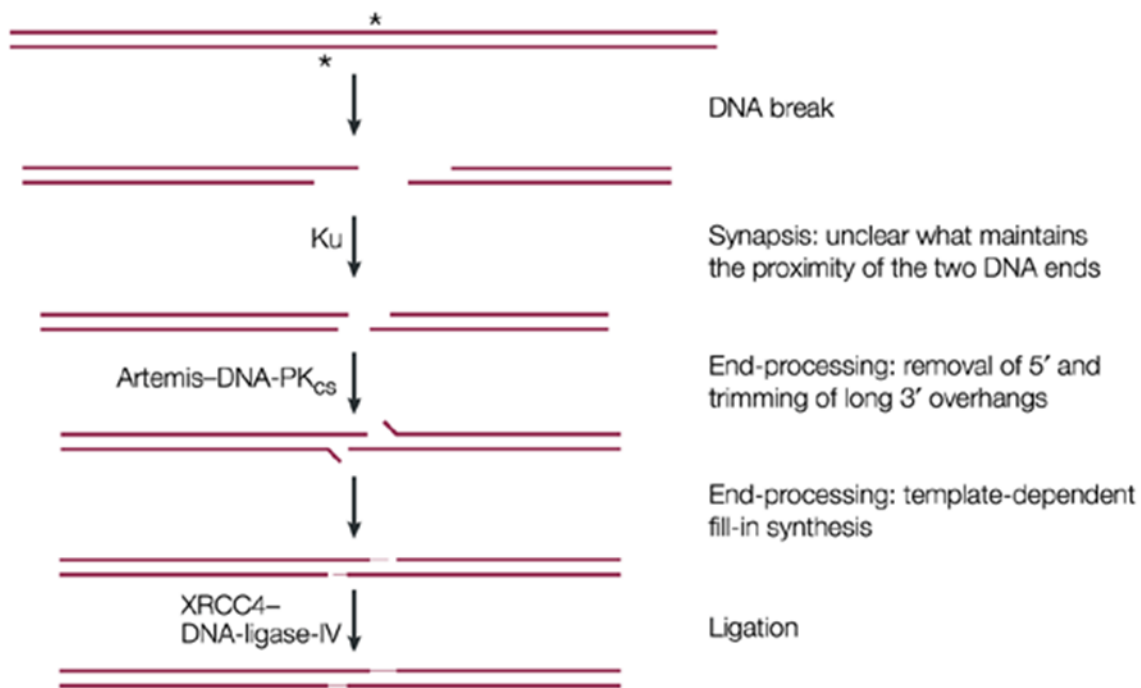 *
*
DNA break
Ku
Synapsis: unclear what maintains
the proximity of the two DNA ends
Artemis–DNA-PKcs
End-processing: removal of 5′ and
trimming of long 3′ overhangs
End-processing: template-dependent
fill-in synthesis
XRCC4–
DNA-ligase-IV
Ligation